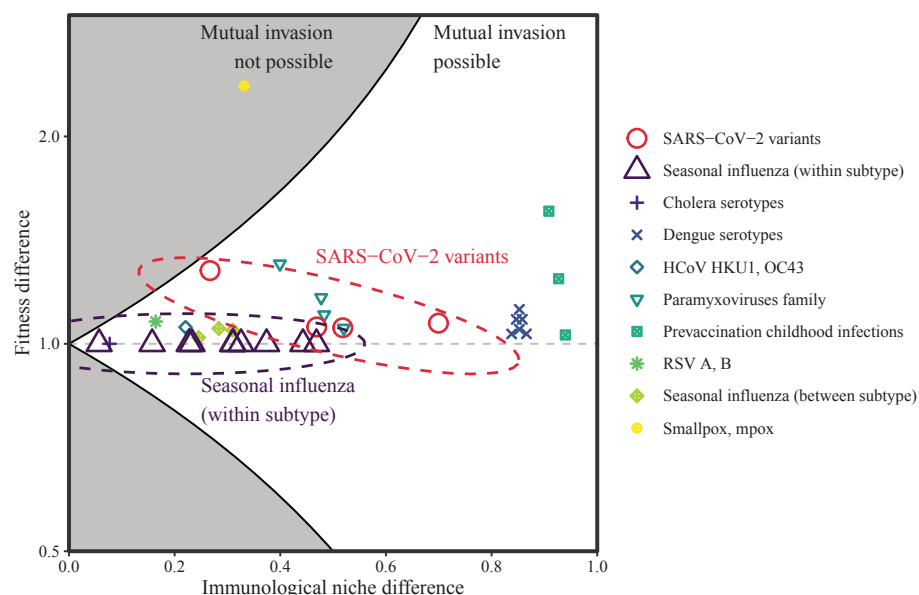 Mutual invasion
not possible
Mutual invasion
possible
2.0
1.0
0.5
Fitness difference
SARS−CoV−2 variants
Seasonal influenza
(within subtype)
0.0
0.2
0.4
0.6
0.8
1.0
Immunological niche difference
SARS−CoV−2 variants
Seasonal influenza (within subtype)
Cholera serotypes
Dengue serotypes
HCoV HKU1, OC43
Paramyxoviruses family
Prevaccination childhood infections
RSV A, B
Seasonal influenza (between subtype)
Smallpox, mpox